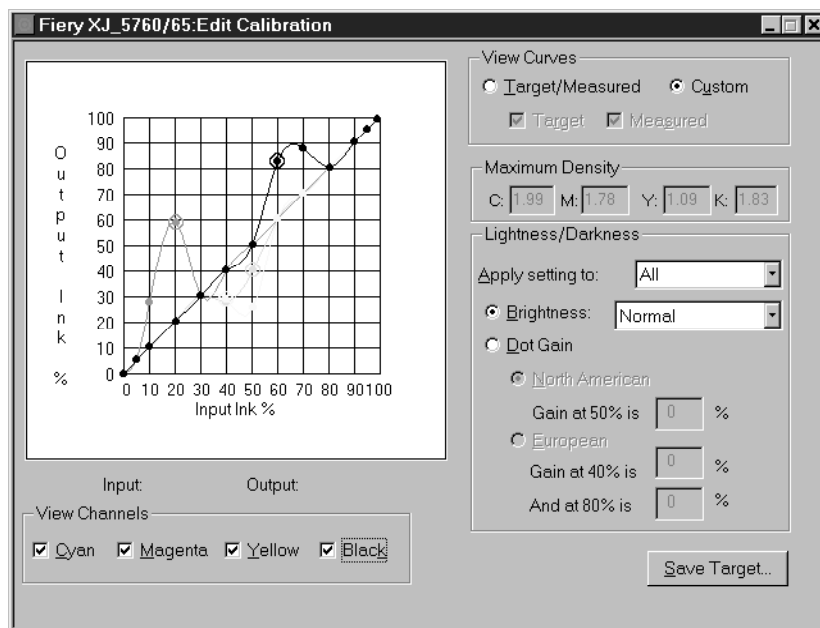 Fiery XJ_5760/65:Edit Calibration
View Curves
Target/Measured Custom
Target Measured
Maximum Density
C: 1.99 M: 1.78 Y: 1.09 K: 1.83
Lightness/Darkness
Apply setting to: All
Brightness: Normal
Dot Gain
North American
Gain at 50% is 0 %
European
Gain at 40% is 0 %
And at 80% is 0 %
Save Target...
Output Ink %
100
90
80
70
60
50
40
30
20
10
0
0 10 20 30 40 50 60 70 80 90 100
Input Ink %
Input: Output:
View Channels
Cyan Magenta Yellow Black